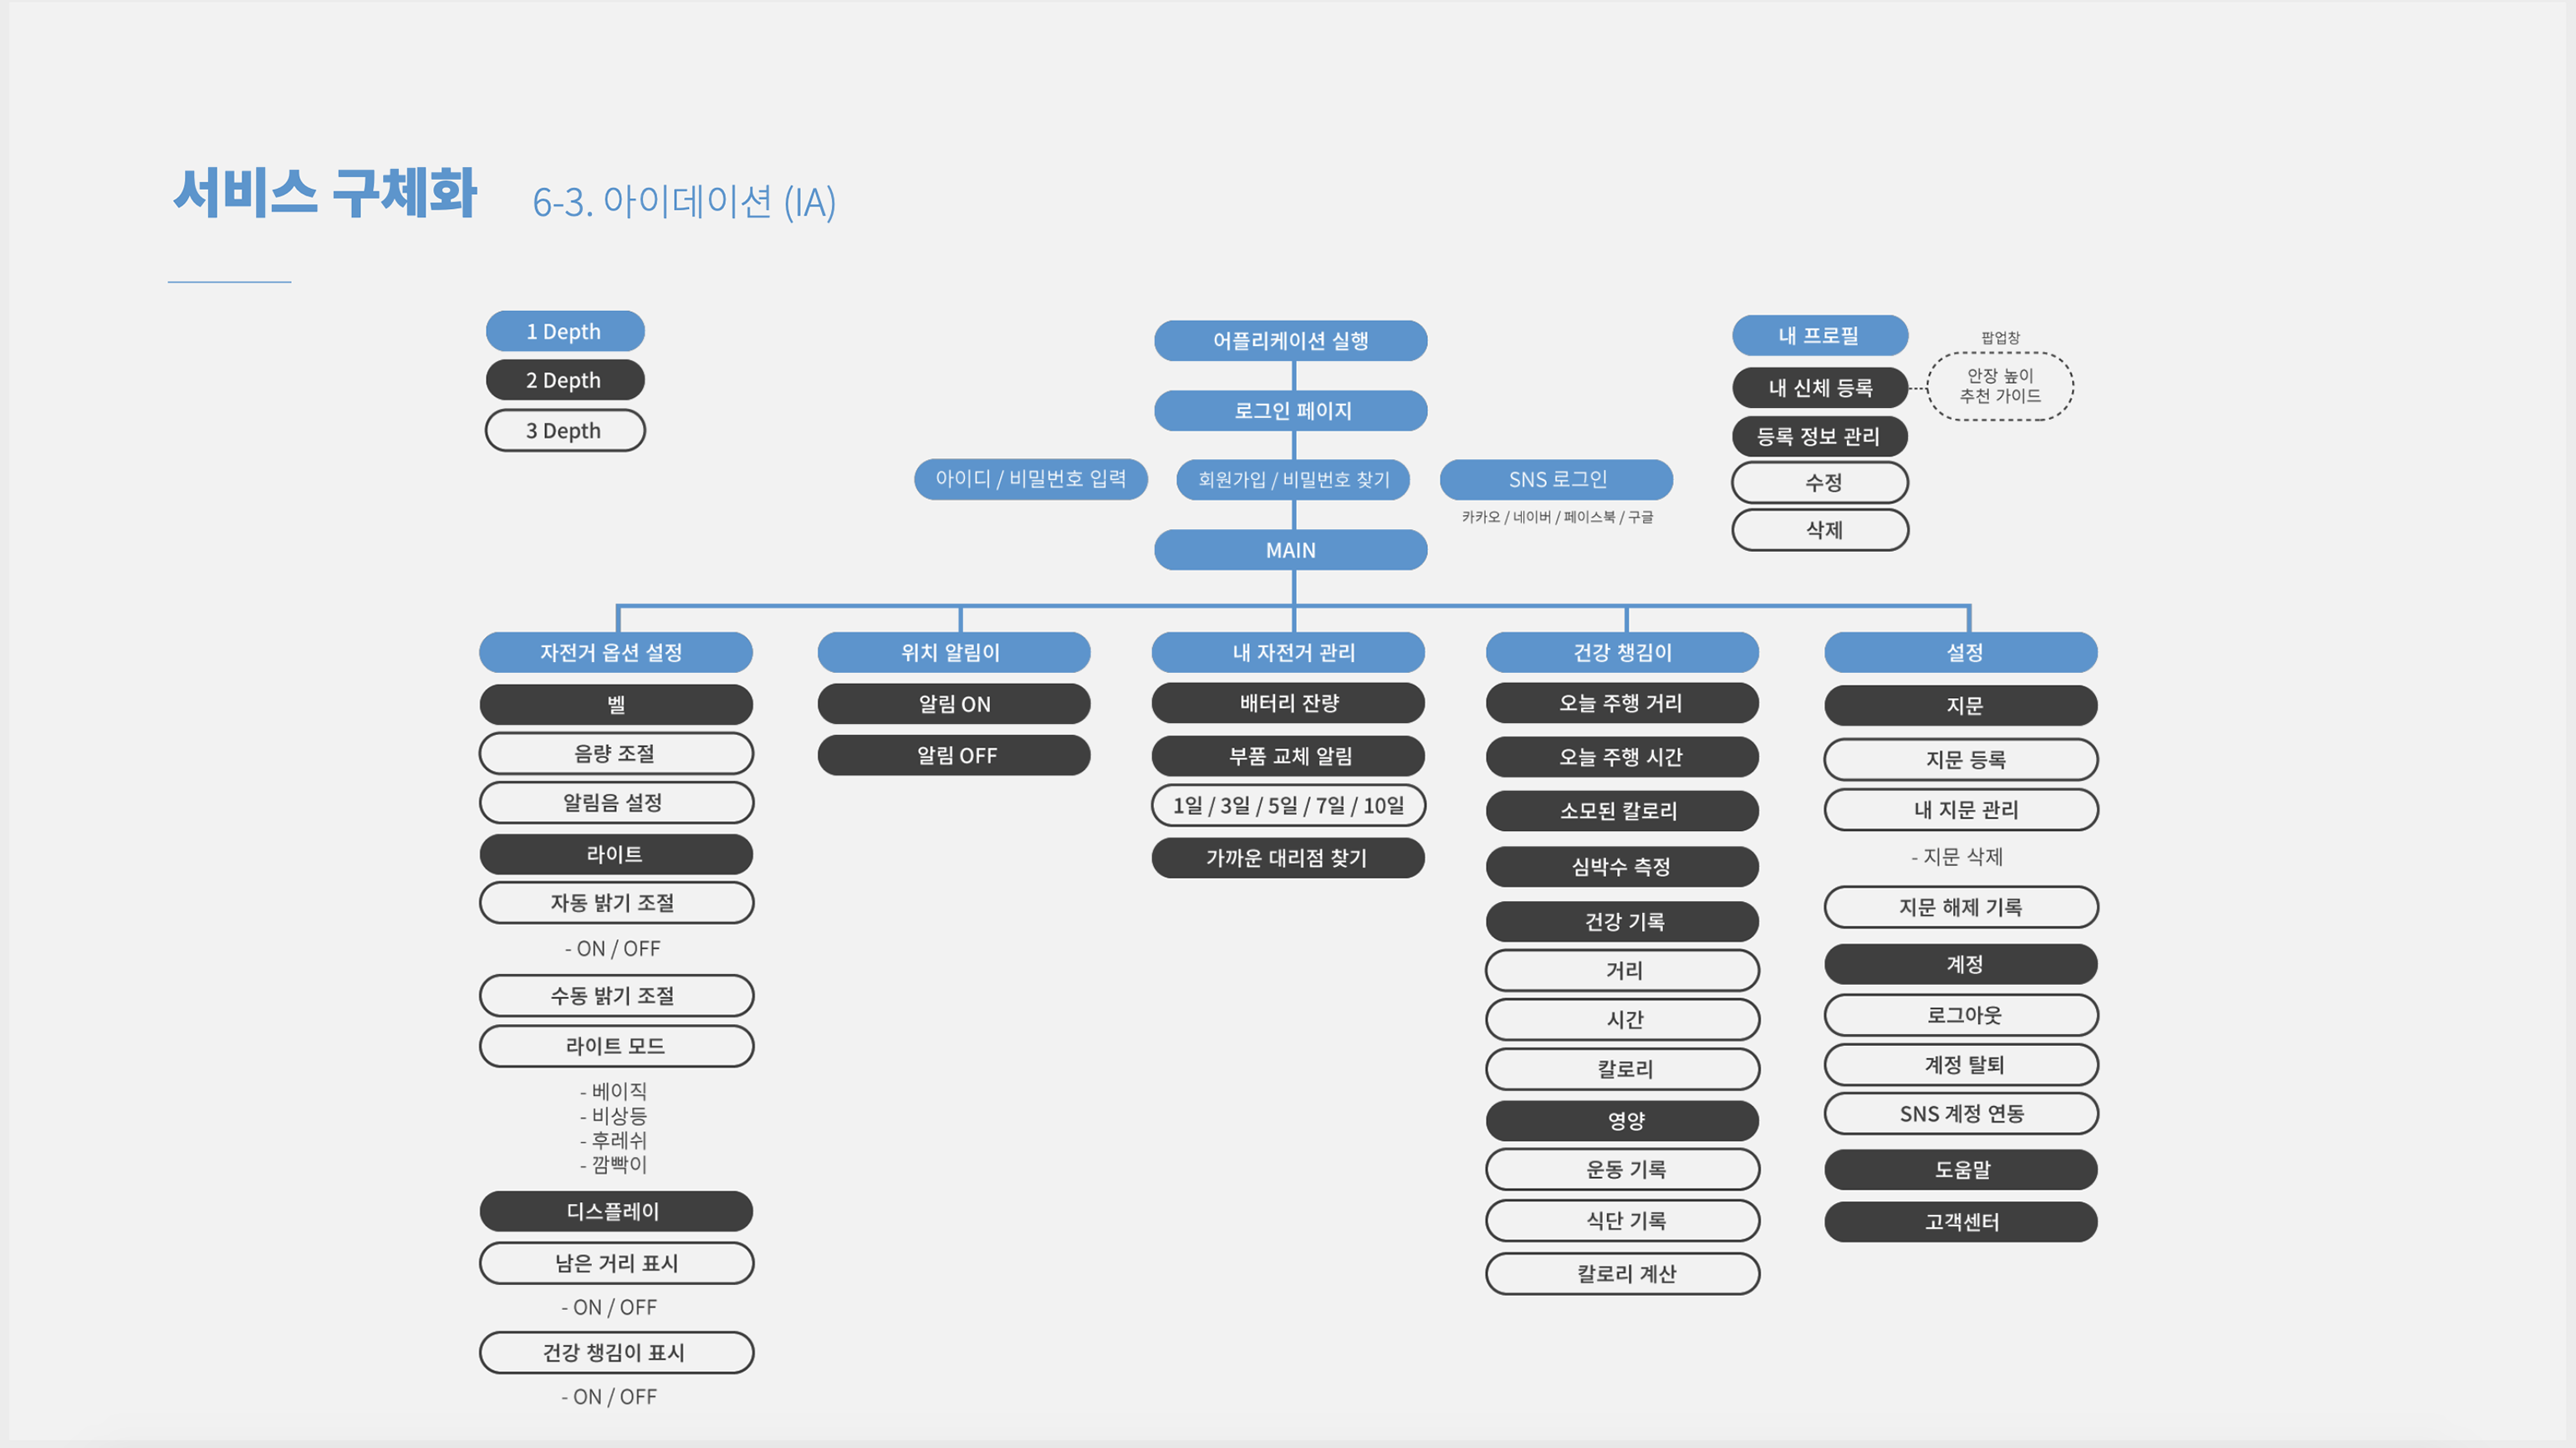 서비스 구체화
6-3. 아이데이션 (IA)
1 Depth
2 Depth
3 Depth
어플리케이션 실행
로그인 페이지
아이디 / 비밀번호 입력
회원가입 / 비밀번호 찾기
SNS 로그인
카카오 / 네이버 / 페이스북 / 구글
MAIN
내 프로필
내 신체 등록
팝업창
안장 높이
추천 가이드
등록 정보 관리
수정
삭제
자전거 옵션 설정
벨
음량 조절
알림음 설정
라이트
자동 밝기 조절
- ON / OFF
수동 밝기 조절
라이트 모드
- 베이직
- 비상등
- 후레쉬
- 깜빡이
디스플레이
남은 거리 표시
- ON / OFF
건강 챙김이 표시
- ON / OFF
위치 알림이
알림 ON
알림 OFF
내 자전거 관리
배터리 잔량
부품 교체 알림
1일 / 3일 / 5일 / 7일 / 10일
가까운 대리점 찾기
건강 챙김이
오늘 주행 거리
오늘 주행 시간
소모된 칼로리
심박수 측정
건강 기록
거리
시간
칼로리
영양
운동 기록
식단 기록
칼로리 계산
설정
지문
지문 등록
내 지문 관리
- 지문 삭제
지문 해제 기록
계정
로그아웃
계정 탈퇴
SNS 계정 연동
도움말
고객센터